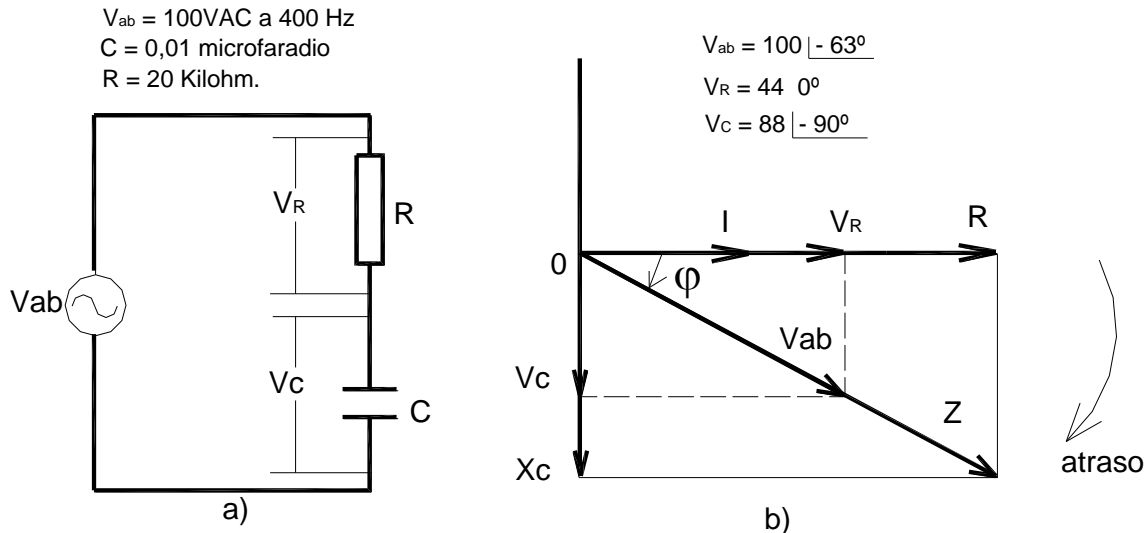 Vab = 100VAC a 400 Hz
C = 0,01 microfaradio
R = 20 Kilohm.
VR
R
Vab
Vc
C
a)
Vab = 100 |- 63º
VR = 44 0º
VC = 88 |- 90º
I
VR
R
0
φ
Vab
Vc
Z
Xc
atraso
b)